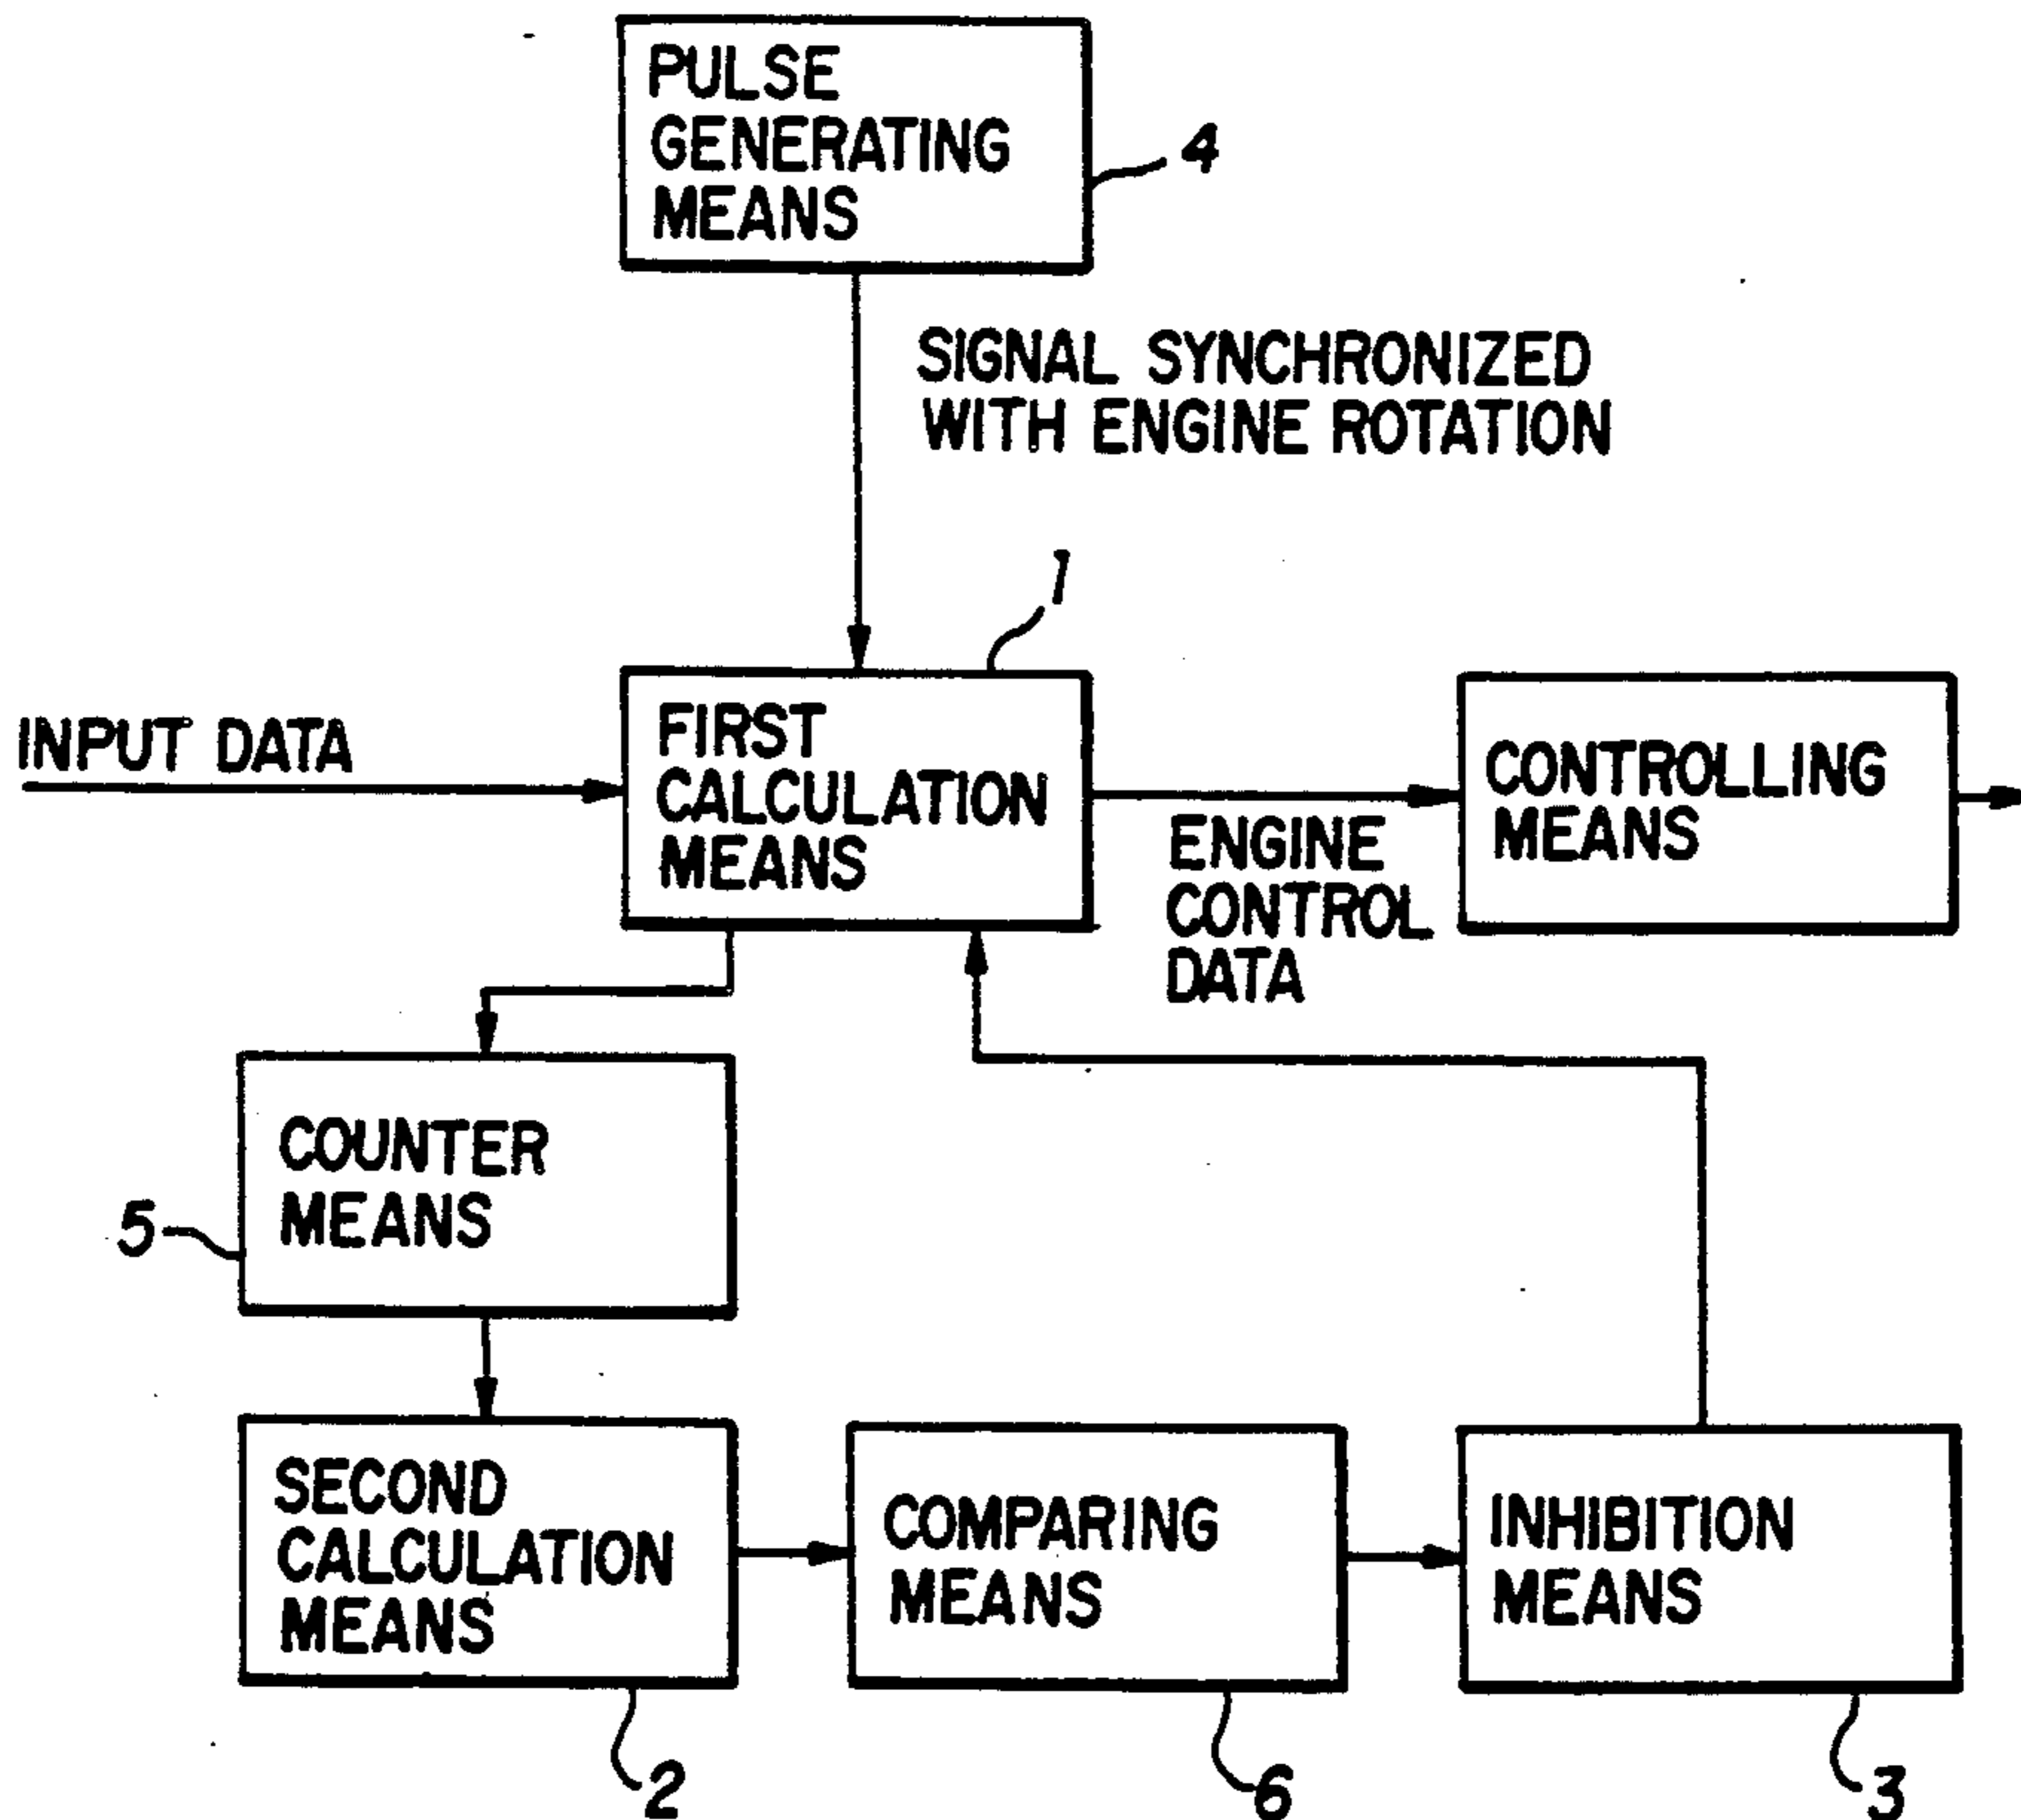 PULSE
GENERATING
MEANS
4
SIGNAL SYNCHRONIZED
WITH ENGINE ROTATION
1
INPUT DATA
FIRST
CALCULATION
MEANS
ENGINE
CONTROL
DATA
CONTROLLING
MEANS
COUNTER
MEANS
5
SECOND
CALCULATION
MEANS
2
COMPARING
MEANS
6
INHIBITION
MEANS
3